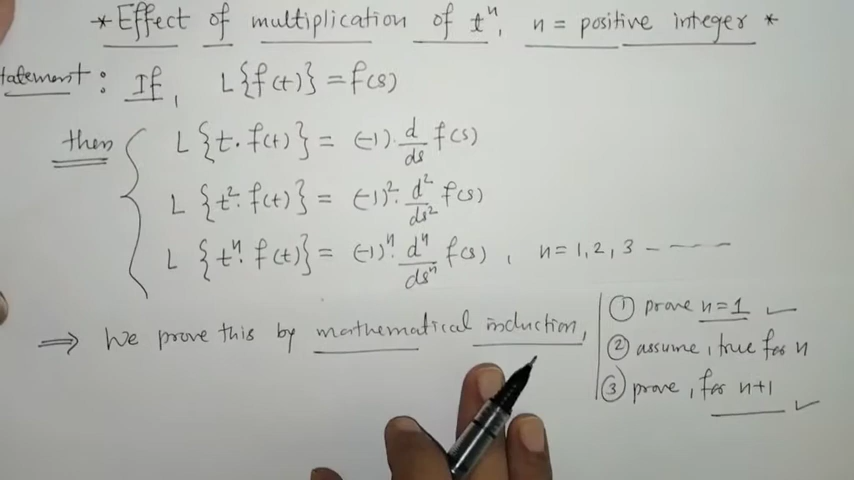 *Effect of multiplication of tⁿ, n = positive integer *
tatement: If, L{f(t)} = f(s)
then
L{t. f(t)} = (-1). d/ds f(s)
L{t². f(t)} = (-1)². d²/ds² f(s)
L{tⁿ. f(t)} = (-1)ⁿ. dⁿ/dsⁿ f(s), n = 1, 2, 3 - - - -
⇒ We prove this by mathematical induction,
① prove n=1 ✓
② assume, true for n
③ prove, for n+1 ✓